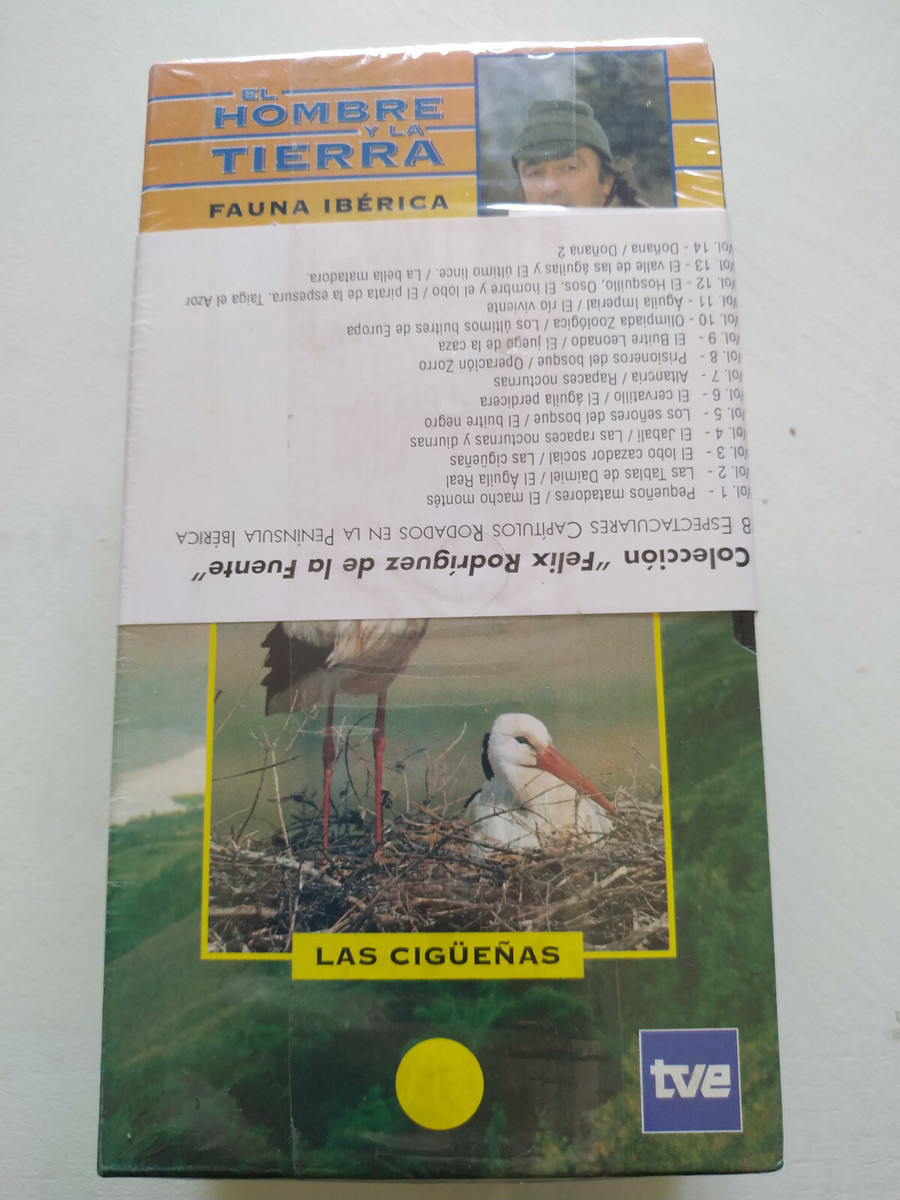 EL
HOMBRE
Y LA
TIERRA
FAUNA IBÉRICA
Colección "Felix Rodríguez de la Fuente"
8 ESPECTACULARES CAPÍTULOS RODADOS EN LA PENÍNSULA IBÉRICA
Vol. 1 - Pequeños matadores / El macho montés
Vol. 2 - Las Tablas de Daimiel / El Águila Real
Vol. 3 - El lobo cazador social / Las cigüeñas
Vol. 4 - El Jabalí / Las rapaces nocturnas y diurnas
Vol. 5 - Los señores del bosque / El buitre negro
Vol. 6 - El cervatillo / El águila perdicera
Vol. 7 - Altanería / Rapaces nocturnas
Vol. 8 - Prisioneros del bosque / Operación Zorro
Vol. 9 - El Buitre Leonado / El juego de la caza
Vol. 10 - Olimpiada Zoológica / Los últimos buitres de Europa
Vol. 11 - Águila Imperial / El río viviente
Vol. 12 - El Hosquillo, Osos. El hombre y el lobo / El pirata de la espesura. Taiga el Azor
Vol. 13 - El valle de las águilas y El último lince. / La bella matadora.
Vol. 14 - Doñana / Doñana 2
LAS CIGÜEÑAS
tve